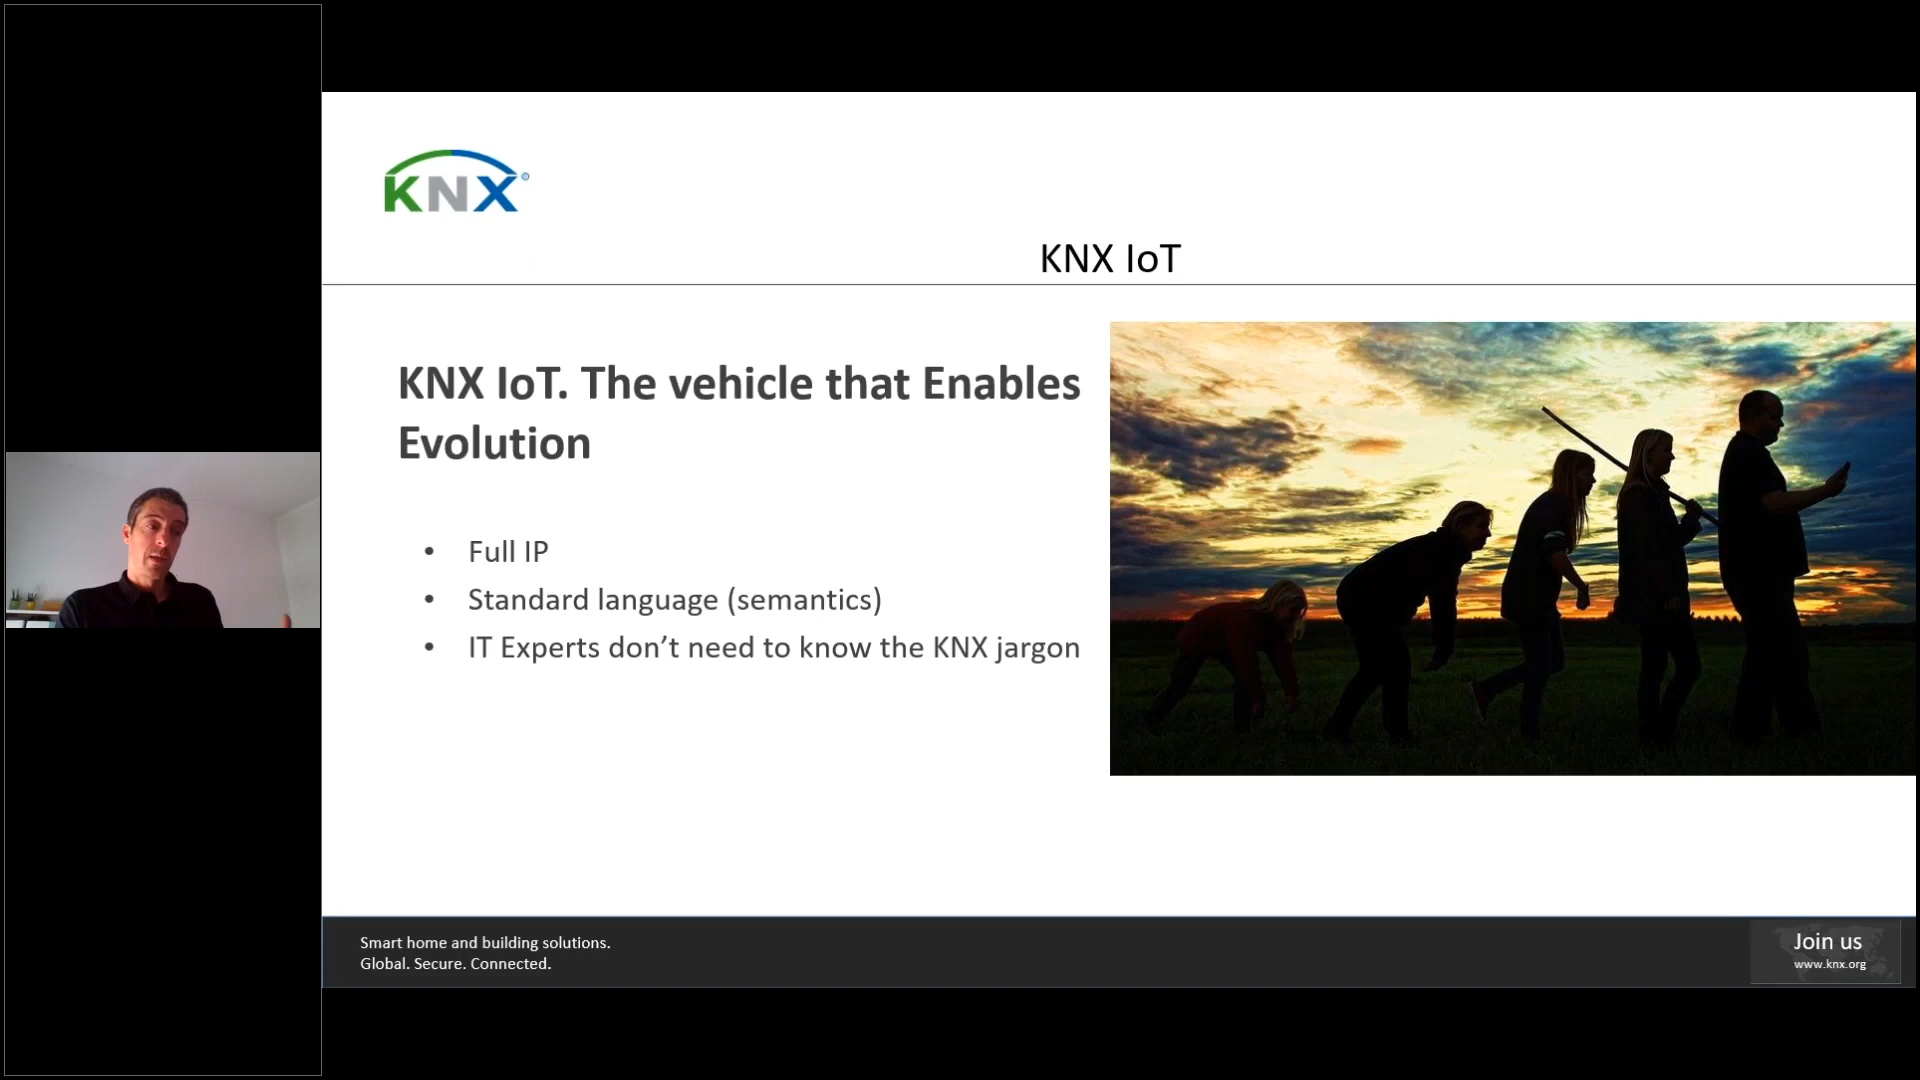 KNX®
KNX IoT
KNX IoT. The vehicle that Enables
Evolution
• Full IP
• Standard language (semantics)
• IT Experts don’t need to know the KNX jargon
Smart home and building solutions.
Global. Secure. Connected.
Join us
www.knx.org